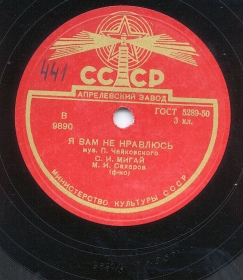 441
СССР
АПРЕЛЕВСКИЙ ЗАВОД
В
9890
ГОСТ 5289-50
3 кл.
Я ВАМ НЕ НРАВЛЮСЬ
муз. П. Чайковского
С. И. МИГАЙ
М. И. Сахаров
(ф-но)
МИНИСТЕРСТВО КУЛЬТУРЫ СССР